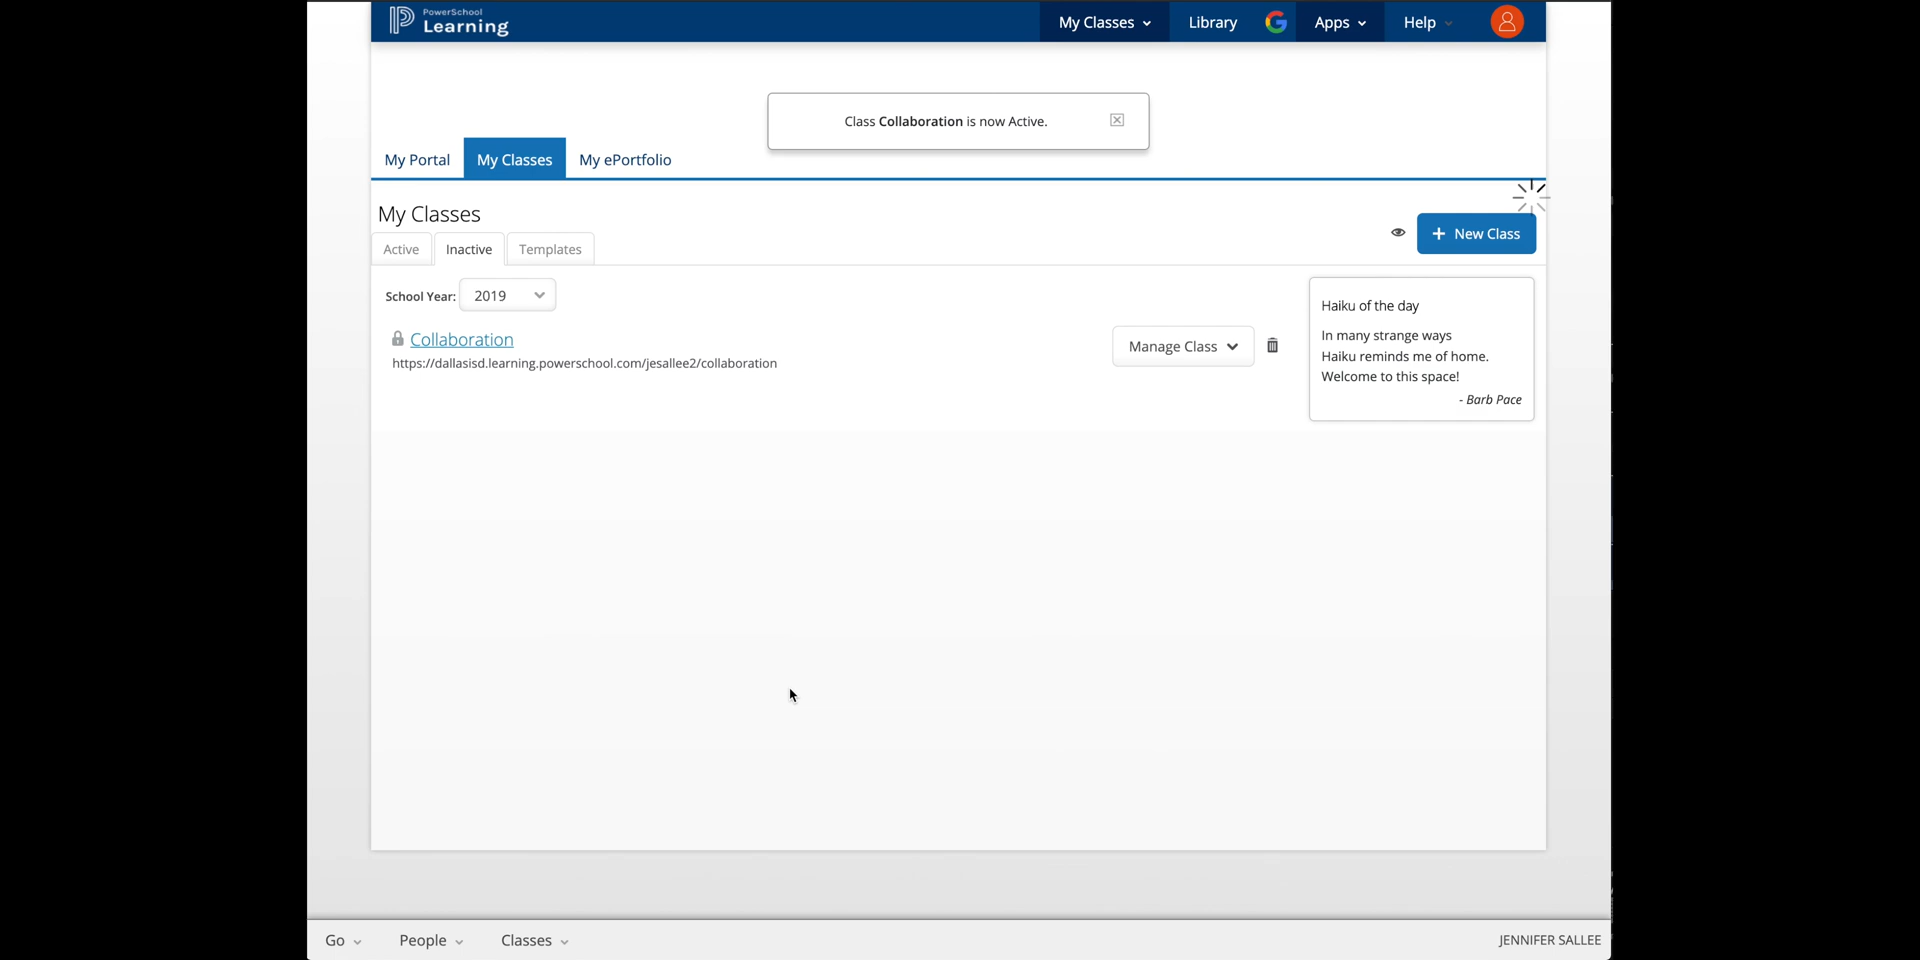 PowerSchool
Learning
My Classes
Library
Apps
Help
Class Collaboration is now Active.
My Portal
My Classes
My ePortfolio
My Classes
+ New Class
Active
Inactive
Templates
School Year: 2019
Collaboration
https://dallasisd.learning.powerschool.com/jesallee2/collaboration
Manage Class
Haiku of the day
In many strange ways
Haiku reminds me of home.
Welcome to this space!
- Barb Pace
Go
People
Classes
JENNIFER SALLEE